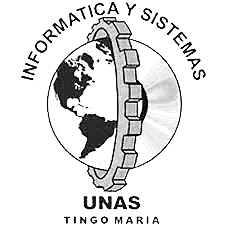 INFORMATICA Y SISTEMAS
UNAS
TINGO MARIA